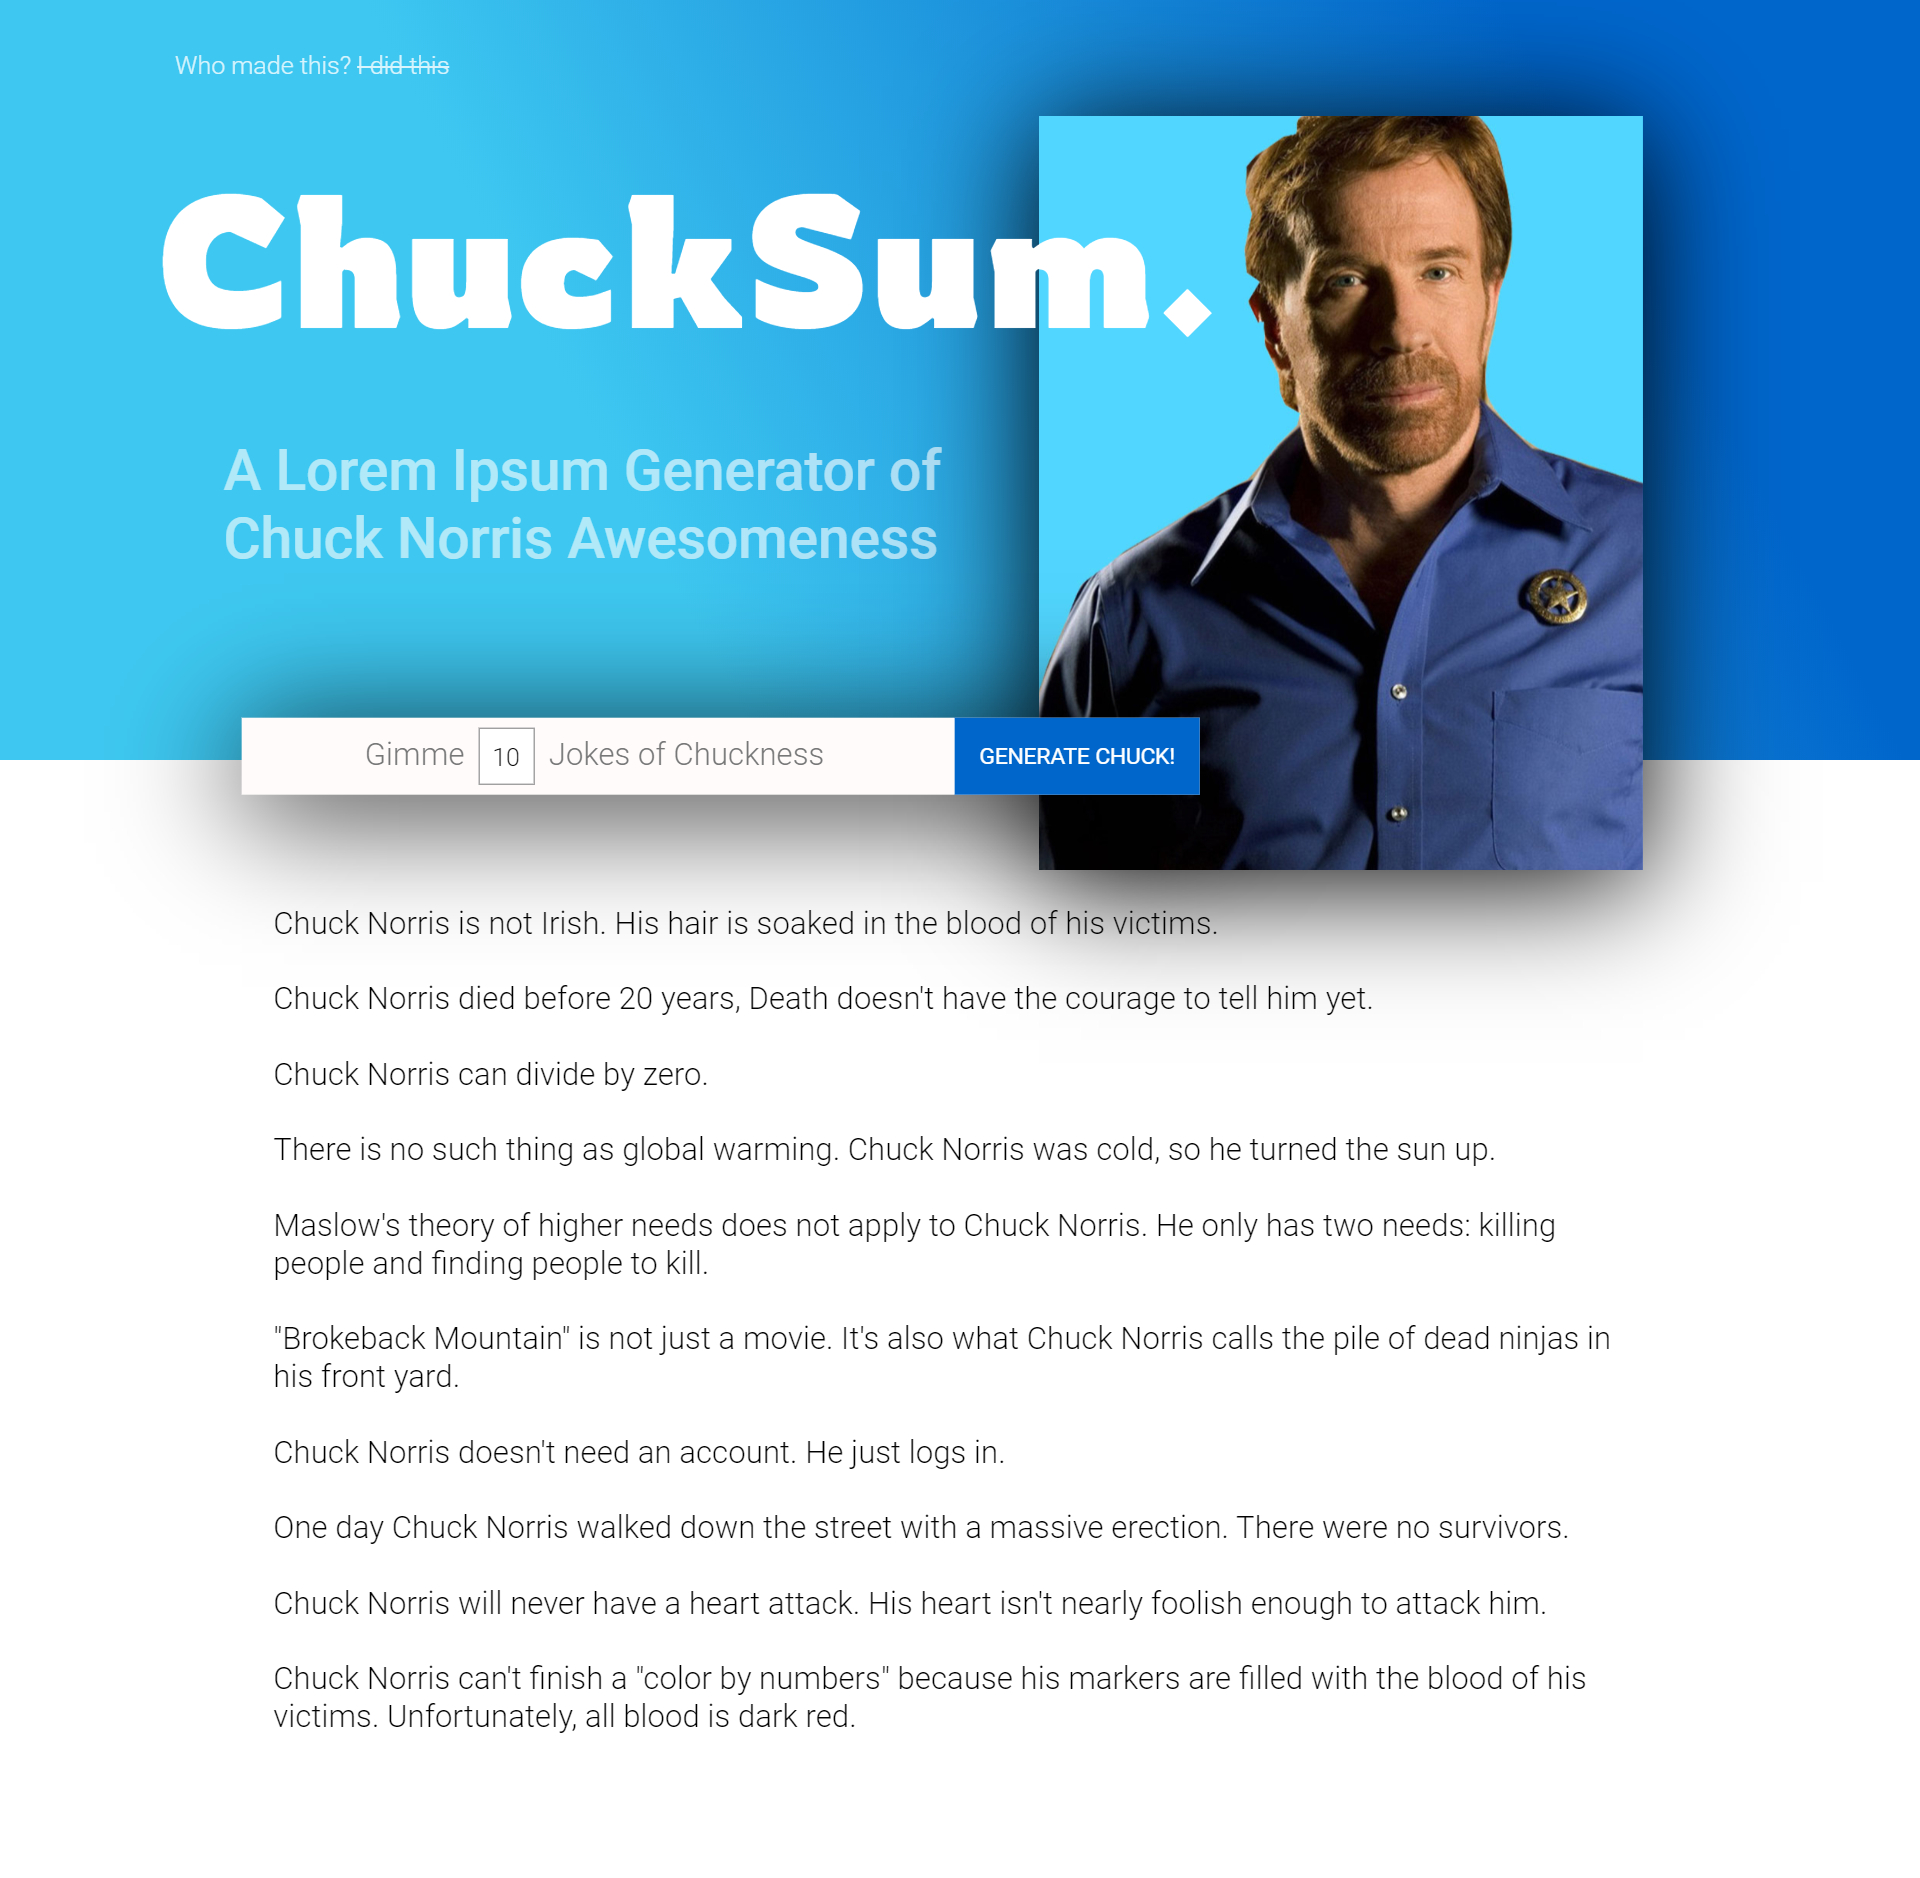 Who made this? I did this
ChuckSum.
A Lorem Ipsum Generator of
Chuck Norris Awesomeness
Gimme 10 Jokes of Chuckness GENERATE CHUCK!
Chuck Norris is not Irish. His hair is soaked in the blood of his victims.
Chuck Norris died before 20 years, Death doesn't have the courage to tell him yet.
Chuck Norris can divide by zero.
There is no such thing as global warming. Chuck Norris was cold, so he turned the sun up.
Maslow's theory of higher needs does not apply to Chuck Norris. He only has two needs: killing
people and finding people to kill.
"Brokeback Mountain" is not just a movie. It's also what Chuck Norris calls the pile of dead ninjas in
his front yard.
Chuck Norris doesn't need an account. He just logs in.
One day Chuck Norris walked down the street with a massive erection. There were no survivors.
Chuck Norris will never have a heart attack. His heart isn't nearly foolish enough to attack him.
Chuck Norris can't finish a "color by numbers" because his markers are filled with the blood of his
victims. Unfortunately, all blood is dark red.